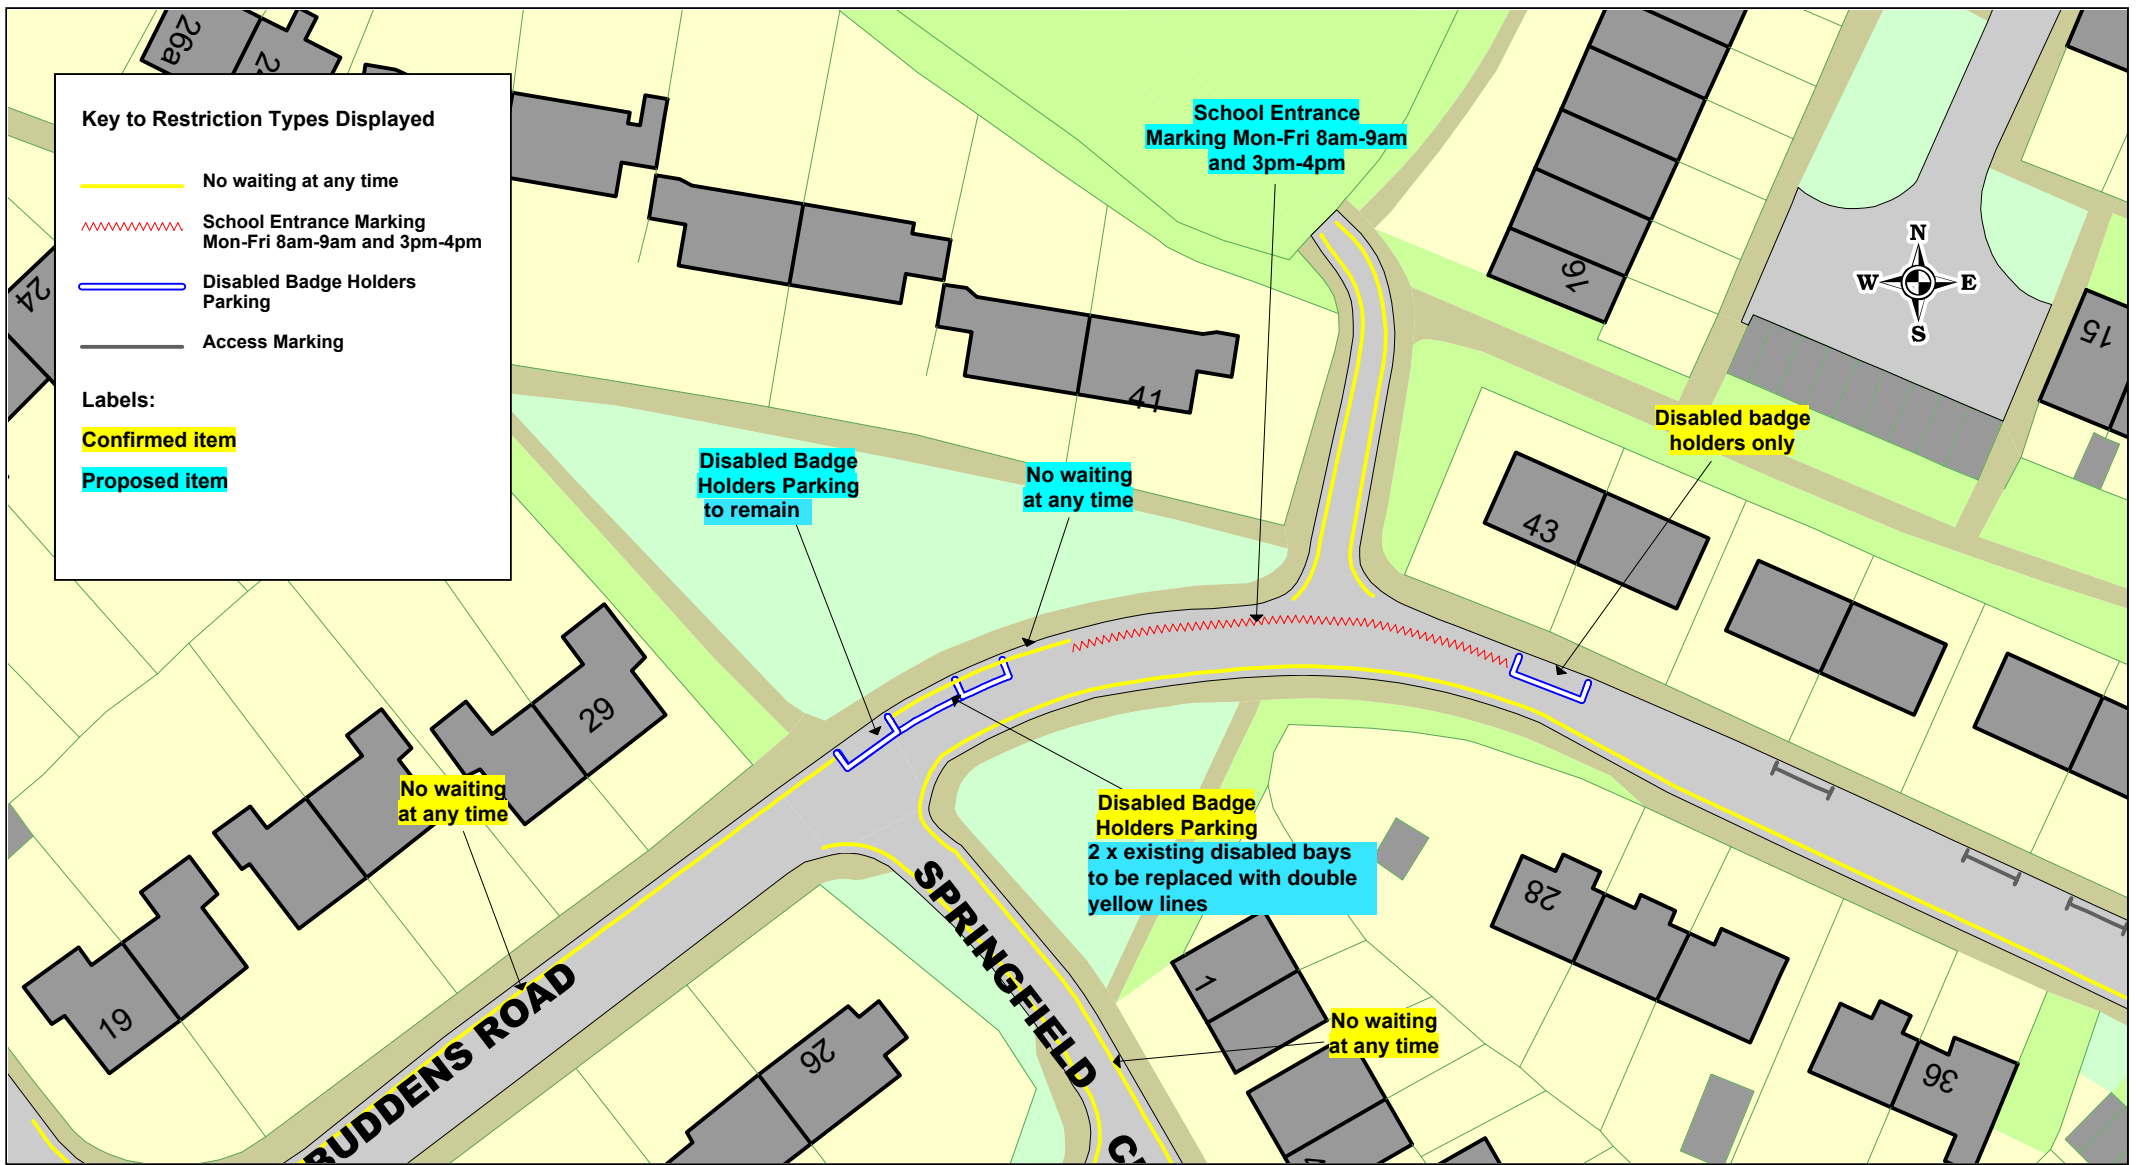 26a
Key to Restriction Types Displayed
No waiting at any time
School Entrance Marking
Mon-Fri 8am-9am and 3pm-4pm
Disabled Badge Holders
Parking
Access Marking
Labels:
Confirmed item
Proposed item
School Entrance
Marking Mon-Fri 8am-9am
and 3pm-4pm
N
W E
S
24
15
41
Disabled badge
holders only
Disabled Badge
Holders Parking
to remain
No waiting
at any time
43
29
No waiting
at any time
Disabled Badge
Holders Parking
2 x existing disabled bays
to be replaced with double
yellow lines
28
19
1
No waiting
at any time
26
36
BUDDENS ROAD
SPRINGFIELD